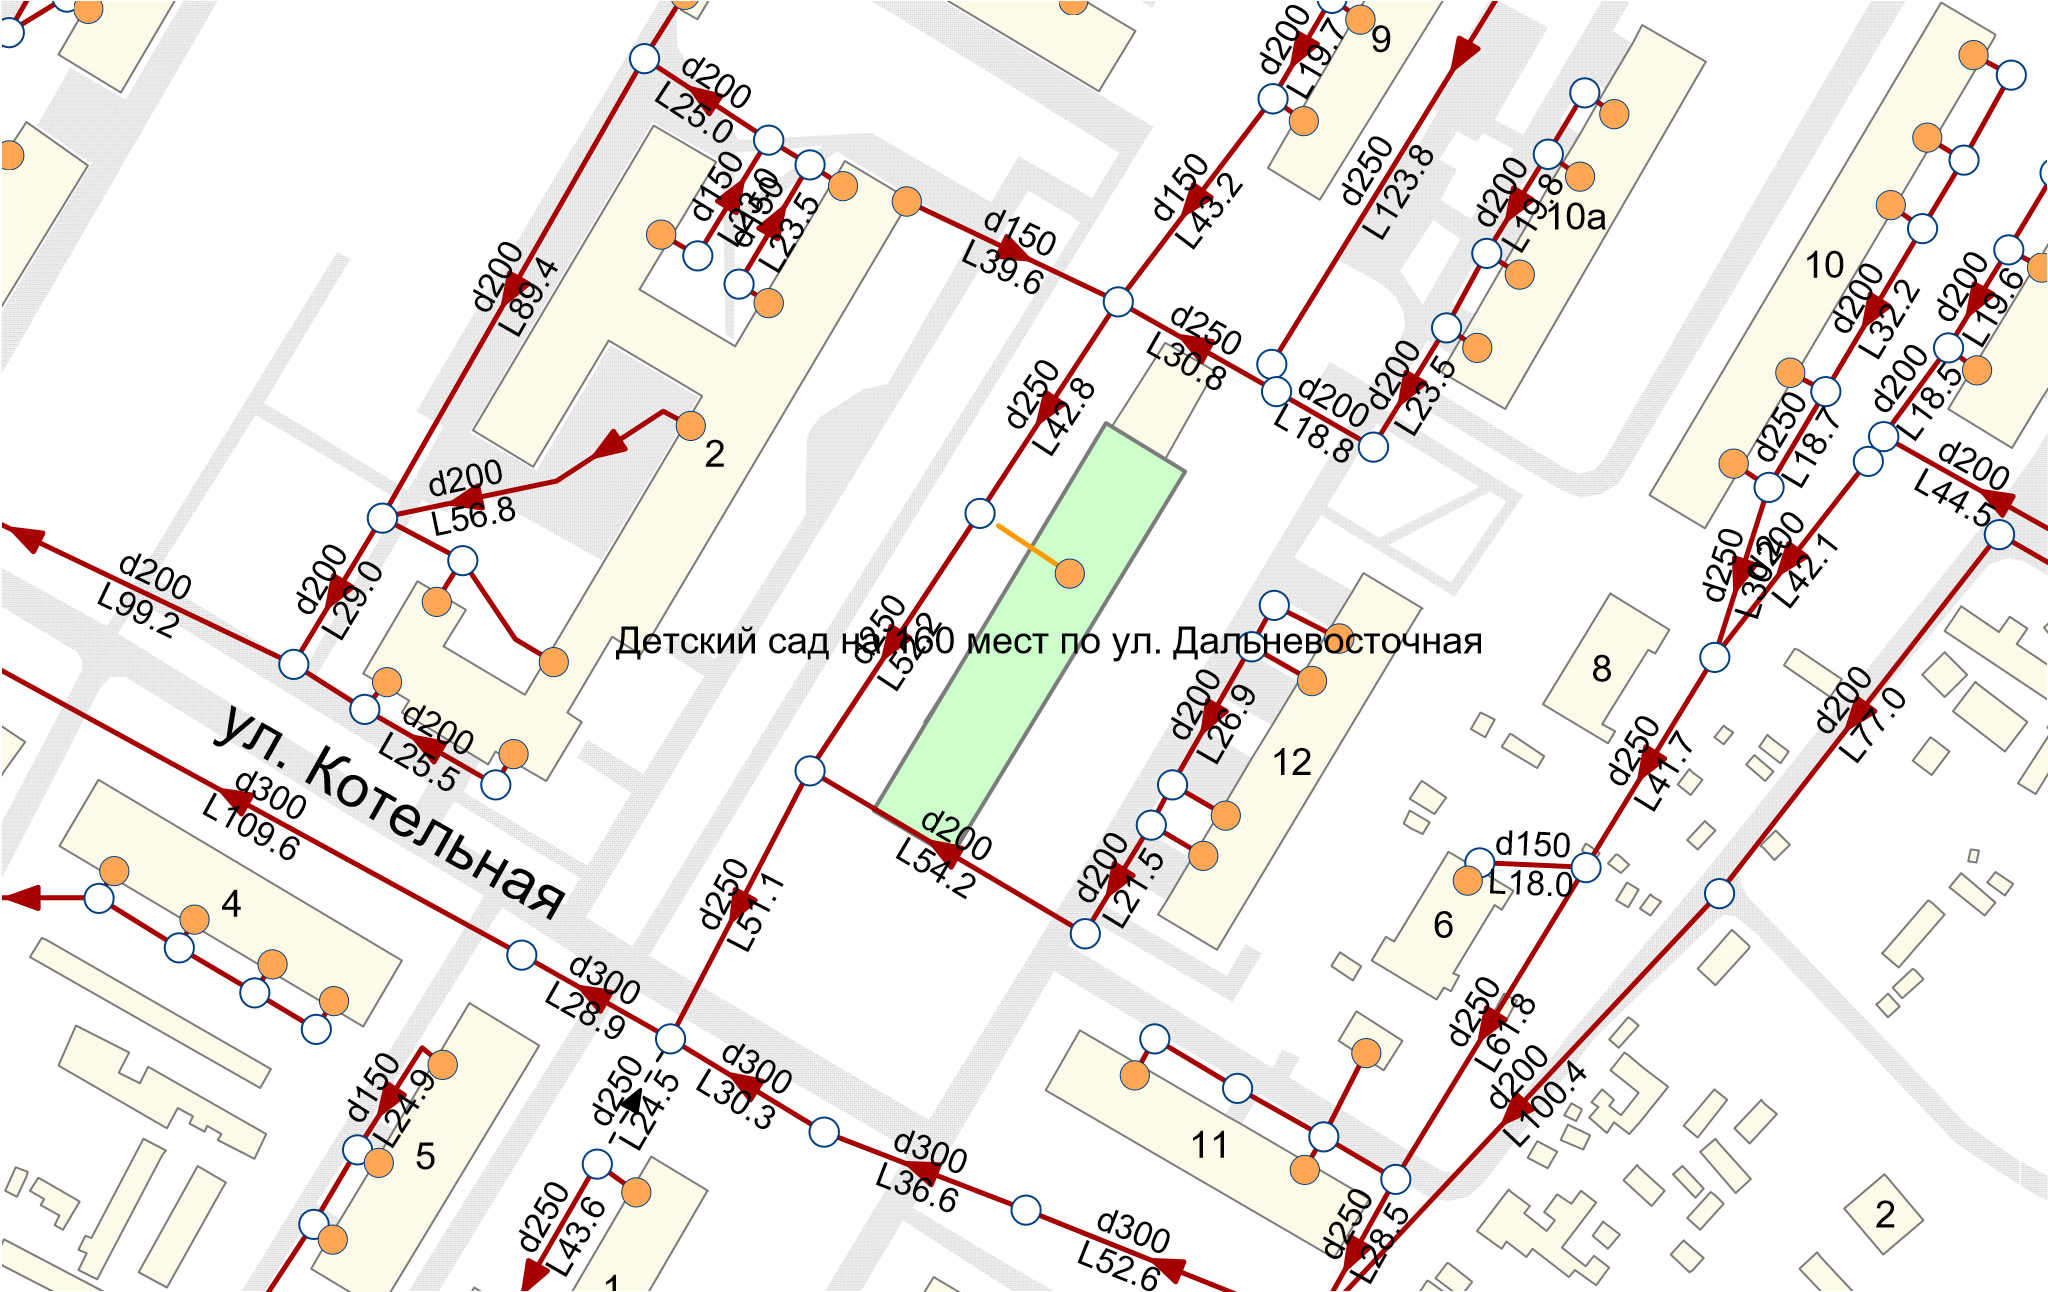 d200
L19.7
9
d200
L25.0
d250
L123.8
d150
L43.2
d200
L19.8
10а
d150
L23.0
d150
L23.5
d150
L39.6
10
d200
L32.2
d200
L19.6
d200
L89.4
d250
L30.8
d250
L42.8
d200
L18.8
d200
L23.5
d200
L18.5
d250
L18.7
2
d200
L56.8
d200
L44.5
d200
L99.2
d200
L29.0
d250
d200
L42.1
Детский сад на 160 мест по ул. Дальневосточная
d250
L52.2
8
d200
L26.9
12
d200
L77.0
d200
L25.5
ул. Котельная
d300
L109.6
d250
L41.7
d200
L54.2
d200
L21.5
d150
L18.0
6
4
d250
L51.1
d300
L28.9
d250
L61.8
d200
L100.4
d150
L24.9
5
d250
L24.5
d300
L30.3
11
d300
L36.6
d250
L43.6
d300
L52.6
d250
L28.5
2
1